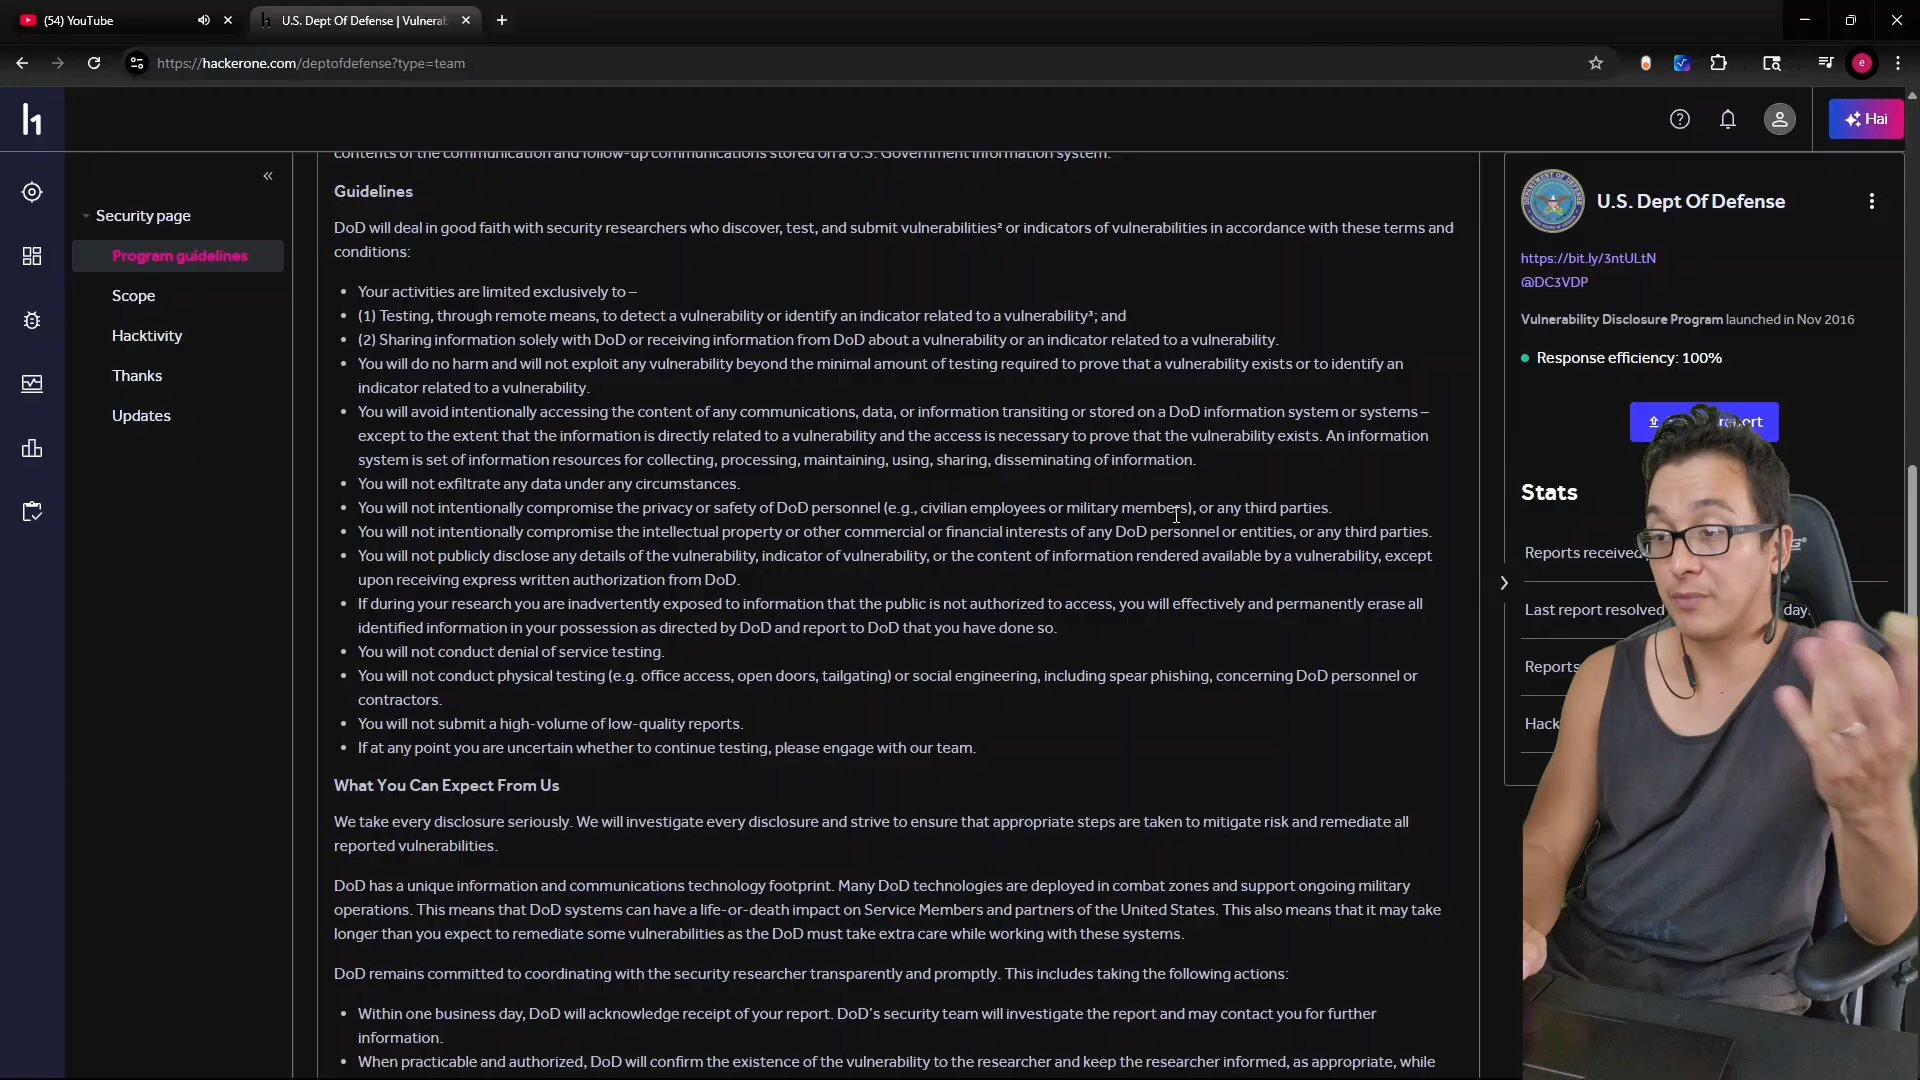 (54) YouTube
U.S. Dept Of Defense | Vulnerab
https://hackerone.com/deptofdefense?type=team
e
h
Hai
Security page
Program guidelines
Scope
Hacktivity
Thanks
Updates
contents of the communication and follow-up communications stored on a U.S. Government information system.
Guidelines
DoD will deal in good faith with security researchers who discover, test, and submit vulnerabilities² or indicators of vulnerabilities in accordance with these terms and
conditions:
• Your activities are limited exclusively to –
• (1) Testing, through remote means, to detect a vulnerability or identify an indicator related to a vulnerability³; and
• (2) Sharing information solely with DoD or receiving information from DoD about a vulnerability or an indicator related to a vulnerability.
• You will do no harm and will not exploit any vulnerability beyond the minimal amount of testing required to prove that a vulnerability exists or to identify an
indicator related to a vulnerability.
• You will avoid intentionally accessing the content of any communications, data, or information transiting or stored on a DoD information system or systems –
except to the extent that the information is directly related to a vulnerability and the access is necessary to prove that the vulnerability exists. An information
system is set of information resources for collecting, processing, maintaining, using, sharing, disseminating of information.
• You will not exfiltrate any data under any circumstances.
• You will not intentionally compromise the privacy or safety of DoD personnel (e.g., civilian employees or military members), or any third parties.
• You will not intentionally compromise the intellectual property or other commercial or financial interests of any DoD personnel or entities, or any third parties.
• You will not publicly disclose any details of the vulnerability, indicator of vulnerability, or the content of information rendered available by a vulnerability, except
upon receiving express written authorization from DoD.
• If during your research you are inadvertently exposed to information that the public is not authorized to access, you will effectively and permanently erase all
identified information in your possession as directed by DoD and report to DoD that you have done so.
• You will not conduct denial of service testing.
• You will not conduct physical testing (e.g. office access, open doors, tailgating) or social engineering, including spear phishing, concerning DoD personnel or
contractors.
• You will not submit a high-volume of low-quality reports.
• If at any point you are uncertain whether to continue testing, please engage with our team.
What You Can Expect From Us
We take every disclosure seriously. We will investigate every disclosure and strive to ensure that appropriate steps are taken to mitigate risk and remediate all
reported vulnerabilities.
DoD has a unique information and communications technology footprint. Many DoD technologies are deployed in combat zones and support ongoing military
operations. This means that DoD systems can have a life-or-death impact on Service Members and partners of the United States. This also means that it may take
longer than you expect to remediate some vulnerabilities as the DoD must take extra care while working with these systems.
DoD remains committed to coordinating with the security researcher transparently and promptly. This includes taking the following actions:
• Within one business day, DoD will acknowledge receipt of your report. DoD's security team will investigate the report and may contact you for further
information.
• When practicable and authorized, DoD will confirm the existence of the vulnerability to the researcher and keep the researcher informed, as appropriate, while
U.S. Dept Of Defense
https://bit.ly/3ntULtN
@DC3VDP
Vulnerability Disclosure Program launched in Nov 2016
Response efficiency: 100%
Stats
Reports received
Last report resolved day.
Reports
Hack